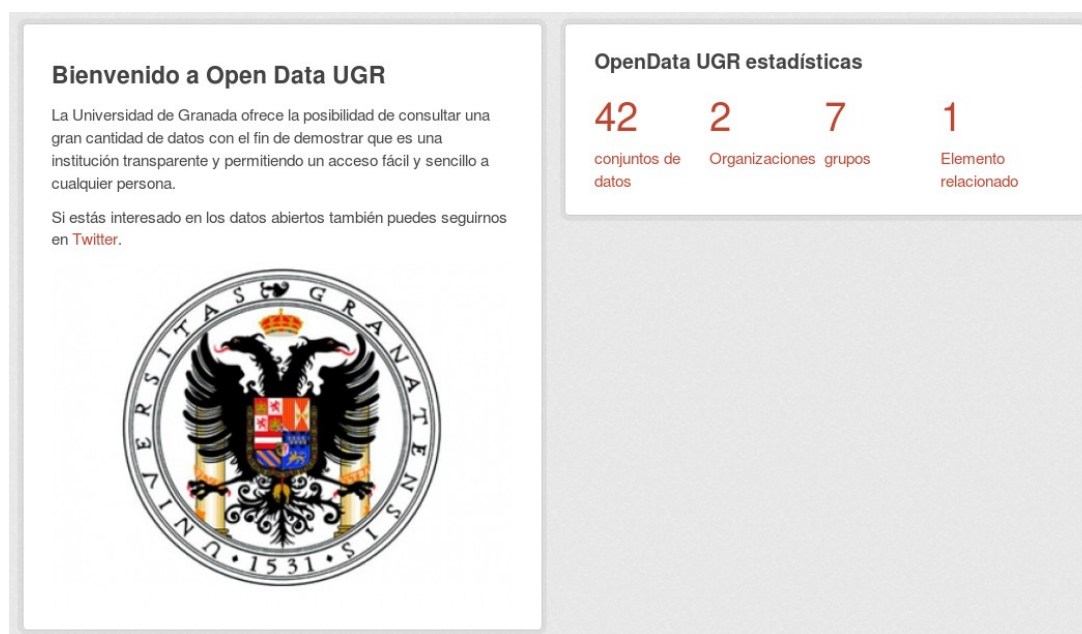 Bienvenido a Open Data UGR
La Universidad de Granada ofrece la posibilidad de consultar una
gran cantidad de datos con el fin de demostrar que es una
institución transparente y permitiendo un acceso fácil y sencillo a
cualquier persona.
Si estás interesado en los datos abiertos también puedes seguirnos
en Twitter.
UNIVERSITAS GRANATENSIS
· 1531 ·
OpenData UGR estadísticas
42 2 7 1
conjuntos de Organizaciones grupos Elemento
datos relacionado